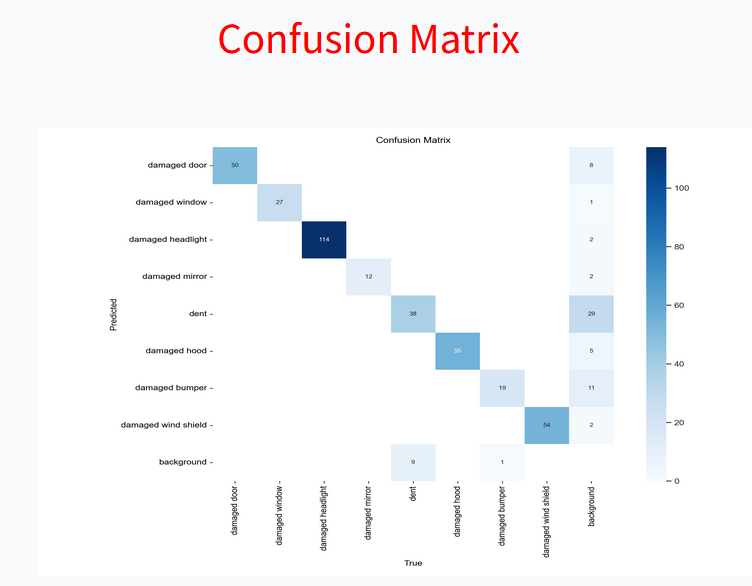 Confusion Matrix
Confusion Matrix
damaged door 50 8
damaged window 27 1 100
damaged headlight 114 2
80
damaged mirror 12 2
Predicted
dent 38 29 60
damaged hood 55 5
40
damaged bumper 19 11
damaged wind shield 54 2 20
background 9 1
0
damaged door
damaged window
damaged headlight
damaged mirror
dent
damaged hood
damaged bumper
damaged wind shield
background
True